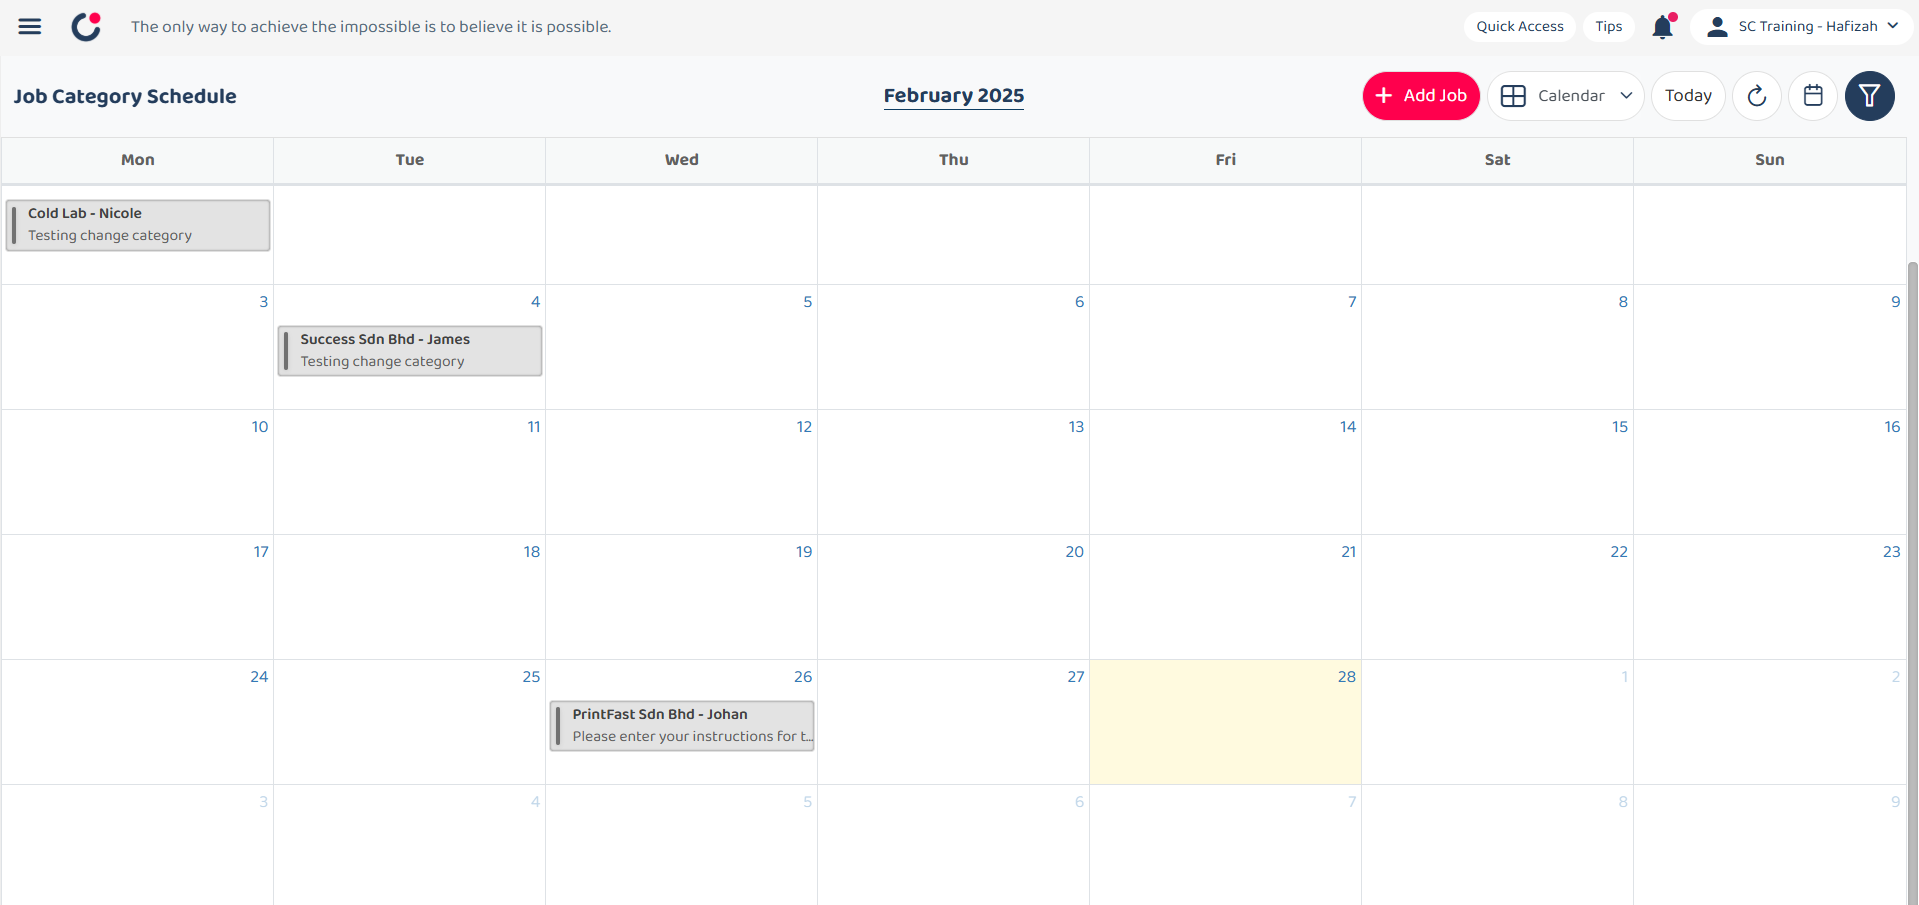 The only way to achieve the impossible is to believe it is possible.
Quick Access
Tips
SC Training - Hafizah
Job Category Schedule
February 2025
Add Job
Calendar
Today
Mon Tue Wed Thu Fri Sat Sun
Cold Lab - Nicole
Testing change category
3 4 5 6 7 8 9
Success Sdn Bhd - James
Testing change category
10 11 12 13 14 15 16
17 18 19 20 21 22 23
24 25 26 27 28 1 2
PrintFast Sdn Bhd - Johan
Please enter your instructions for t...
3 4 5 6 7 8 9